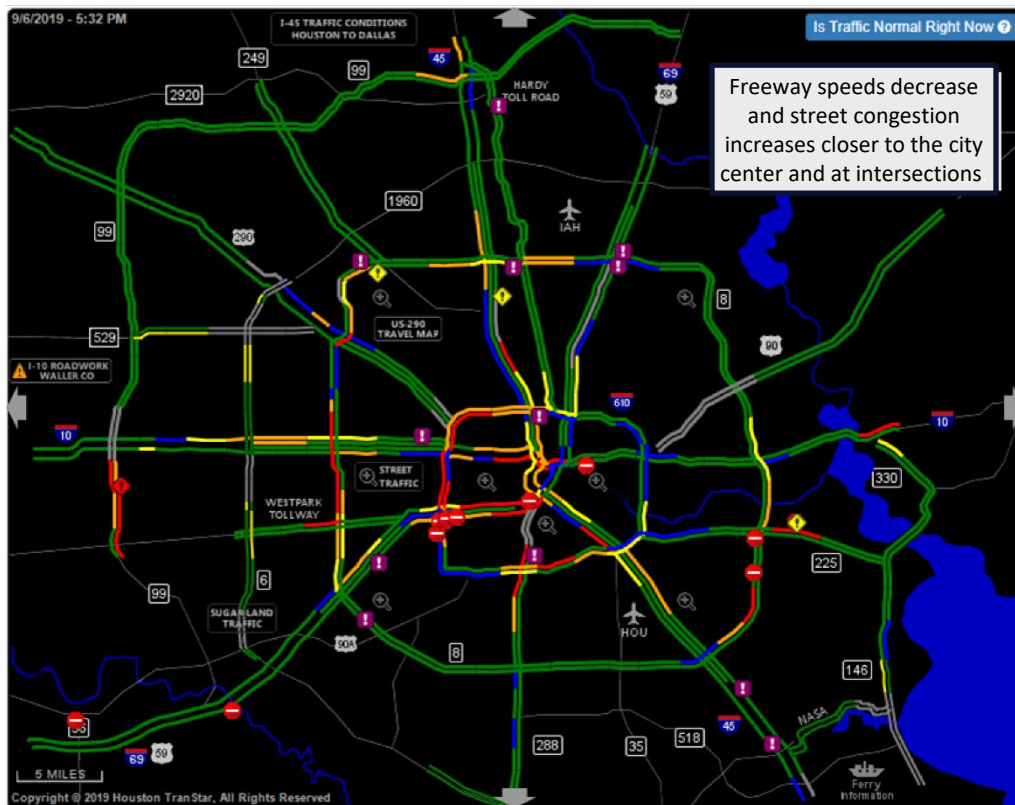 9/6/2019 - 5:32 PM
I-45 TRAFFIC CONDITIONS
HOUSTON TO DALLAS
Is Traffic Normal Right Now ?
249
99
45
HARDY
TOLL ROAD
69
59
2920
Freeway speeds decrease
and street congestion
increases closer to the city
center and at intersections
1960
IAH
99
290
8
529
US-290
TRAVEL MAP
90
I-10 ROADWORK
WALLER CO
610
10
10
STREET
TRAFFIC
330
WESTPARK
TOLLWAY
225
99
6
SUGAR LAND
TRAFFIC
90A
HOU
8
146
45
NASA
518
288
35
69
59
5 MILES
Ferry
Information
Copyright © 2019 Houston TranStar, All Rights Reserved